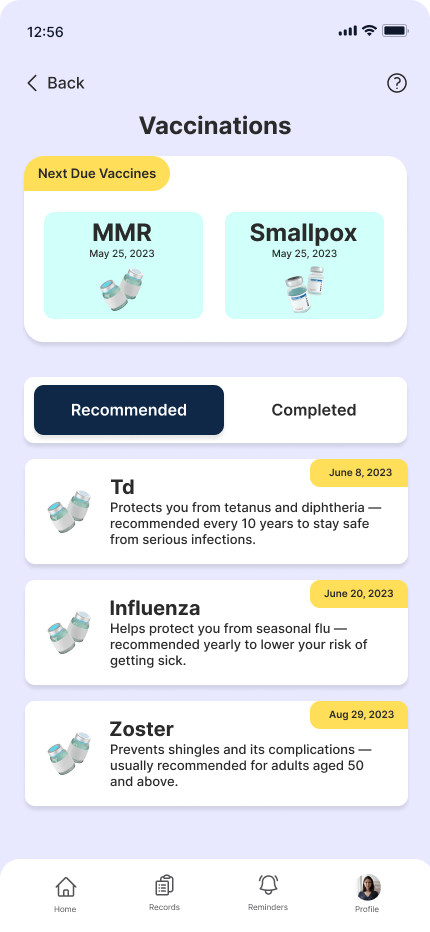 12:56
Back
Vaccinations
Next Due Vaccines
MMR
May 25, 2023
Smallpox
May 25, 2023
Recommended
Completed
June 8, 2023
Td
Protects you from tetanus and diphtheria —
recommended every 10 years to stay safe
from serious infections.
June 20, 2023
Influenza
Helps protect you from seasonal flu —
recommended yearly to lower your risk of
getting sick.
Aug 29, 2023
Zoster
Prevents shingles and its complications —
usually recommended for adults aged 50
and above.
Home
Records
Reminders
Profile